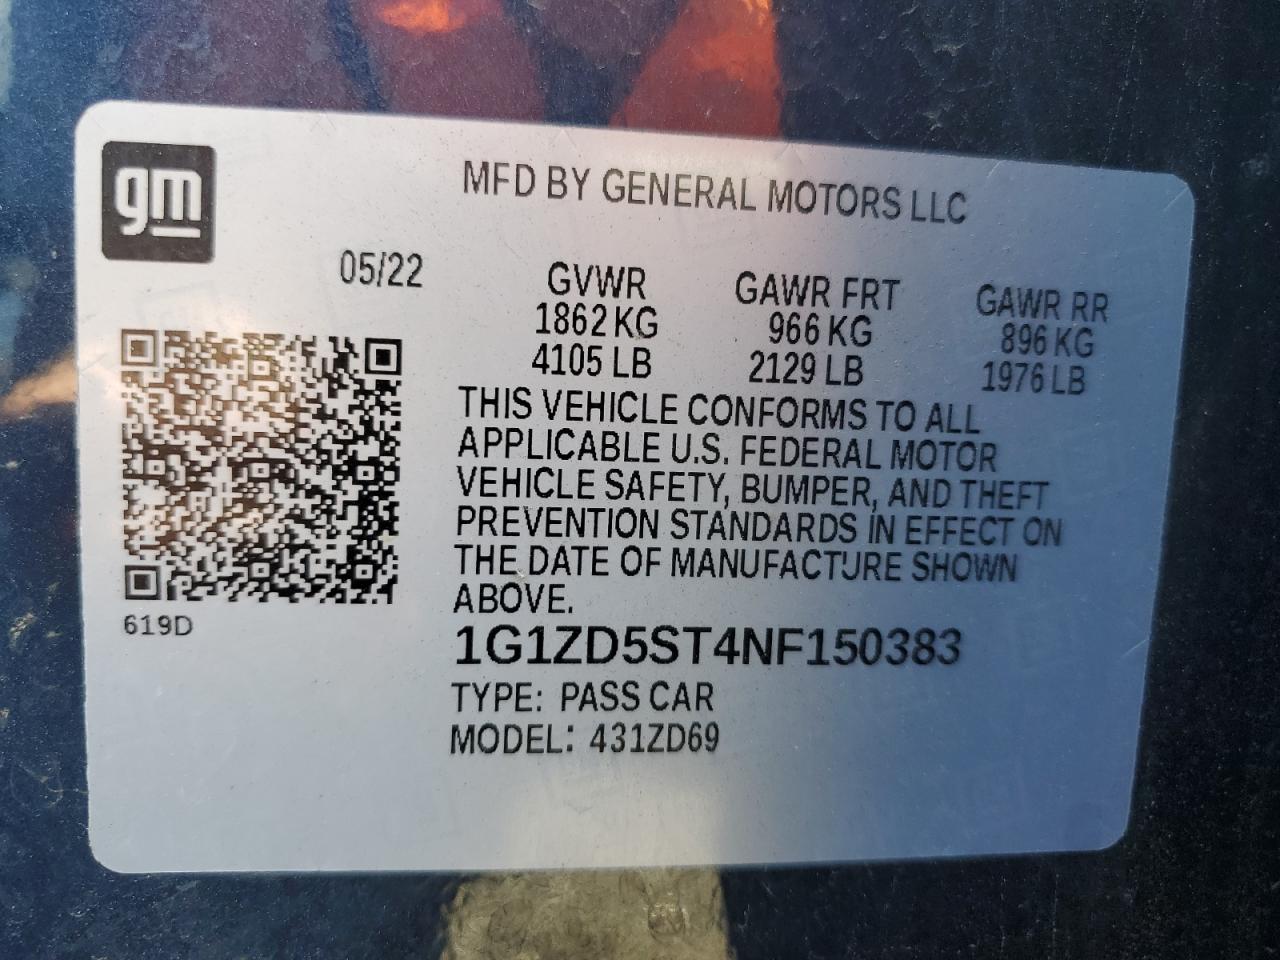 gm
MFD BY GENERAL MOTORS LLC
05/22
GVWR
1862 KG
4105 LB
GAWR FRT
966 KG
2129 LB
GAWR RR
896 KG
1976 LB
THIS VEHICLE CONFORMS TO ALL
APPLICABLE U.S. FEDERAL MOTOR
VEHICLE SAFETY, BUMPER, AND THEFT
PREVENTION STANDARDS IN EFFECT ON
THE DATE OF MANUFACTURE SHOWN
ABOVE.
619D
1G1ZD5ST4NF150383
TYPE: PASS CAR
MODEL: 431ZD69